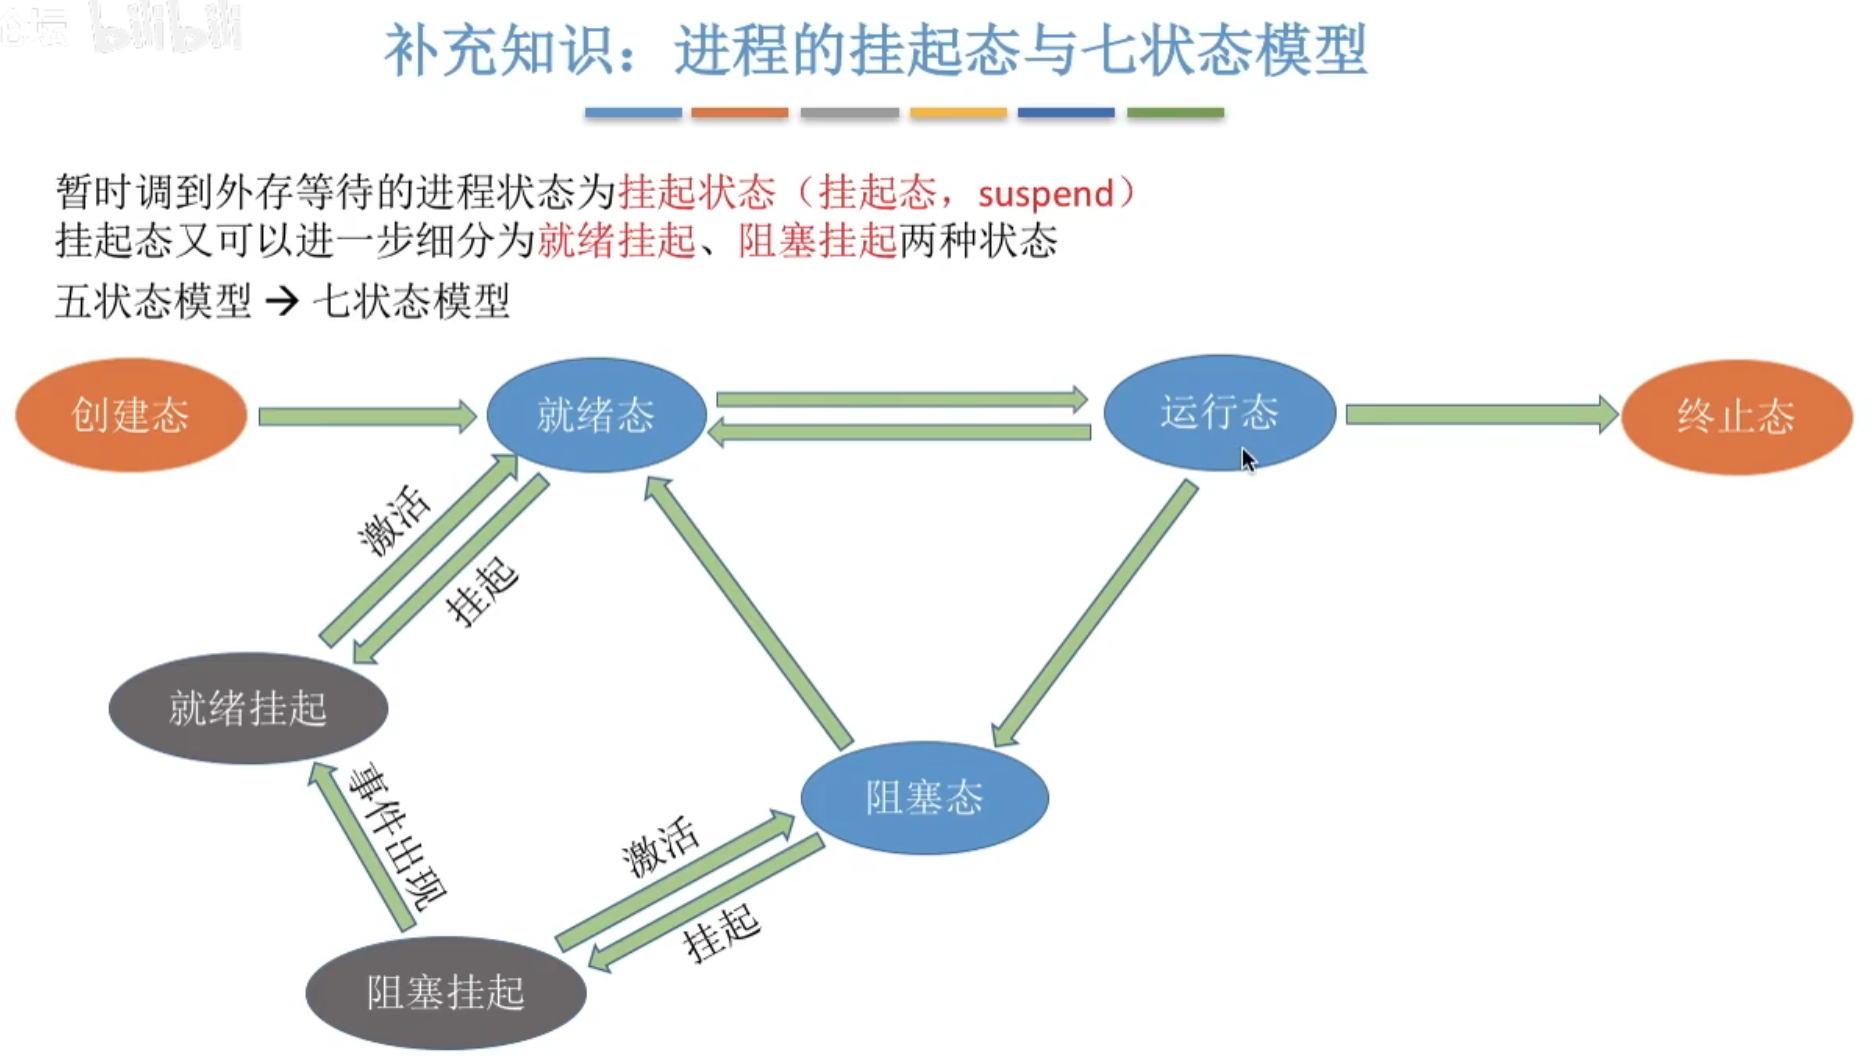 论坛 bilibili
补充知识：进程的挂起态与七状态模型
暂时调到外存等待的进程状态为挂起状态（挂起态，suspend）
挂起态又可以进一步细分为就绪挂起、阻塞挂起两种状态
五状态模型 → 七状态模型
创建态
就绪态
运行态
终止态
激活
挂起
就绪挂起
事件出现
阻塞态
激活
挂起
阻塞挂起